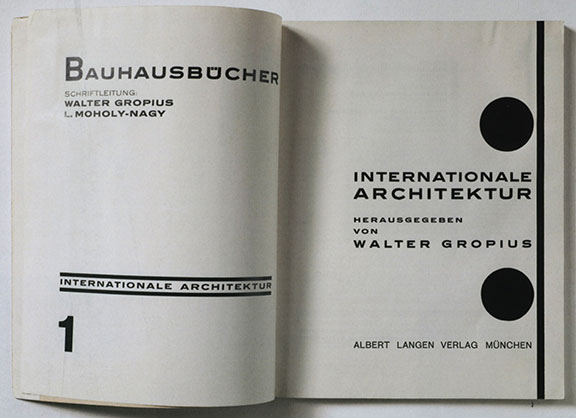 BAUHAUSBÜCHER
SCHRIFTLEITUNG:
WALTER GROPIUS
L. MOHOLY-NAGY
INTERNATIONALE ARCHITEKTUR
1
INTERNATIONALE
ARCHITEKTUR
HERAUSGEGEBEN
VON
WALTER GROPIUS
ALBERT LANGEN VERLAG MÜNCHEN